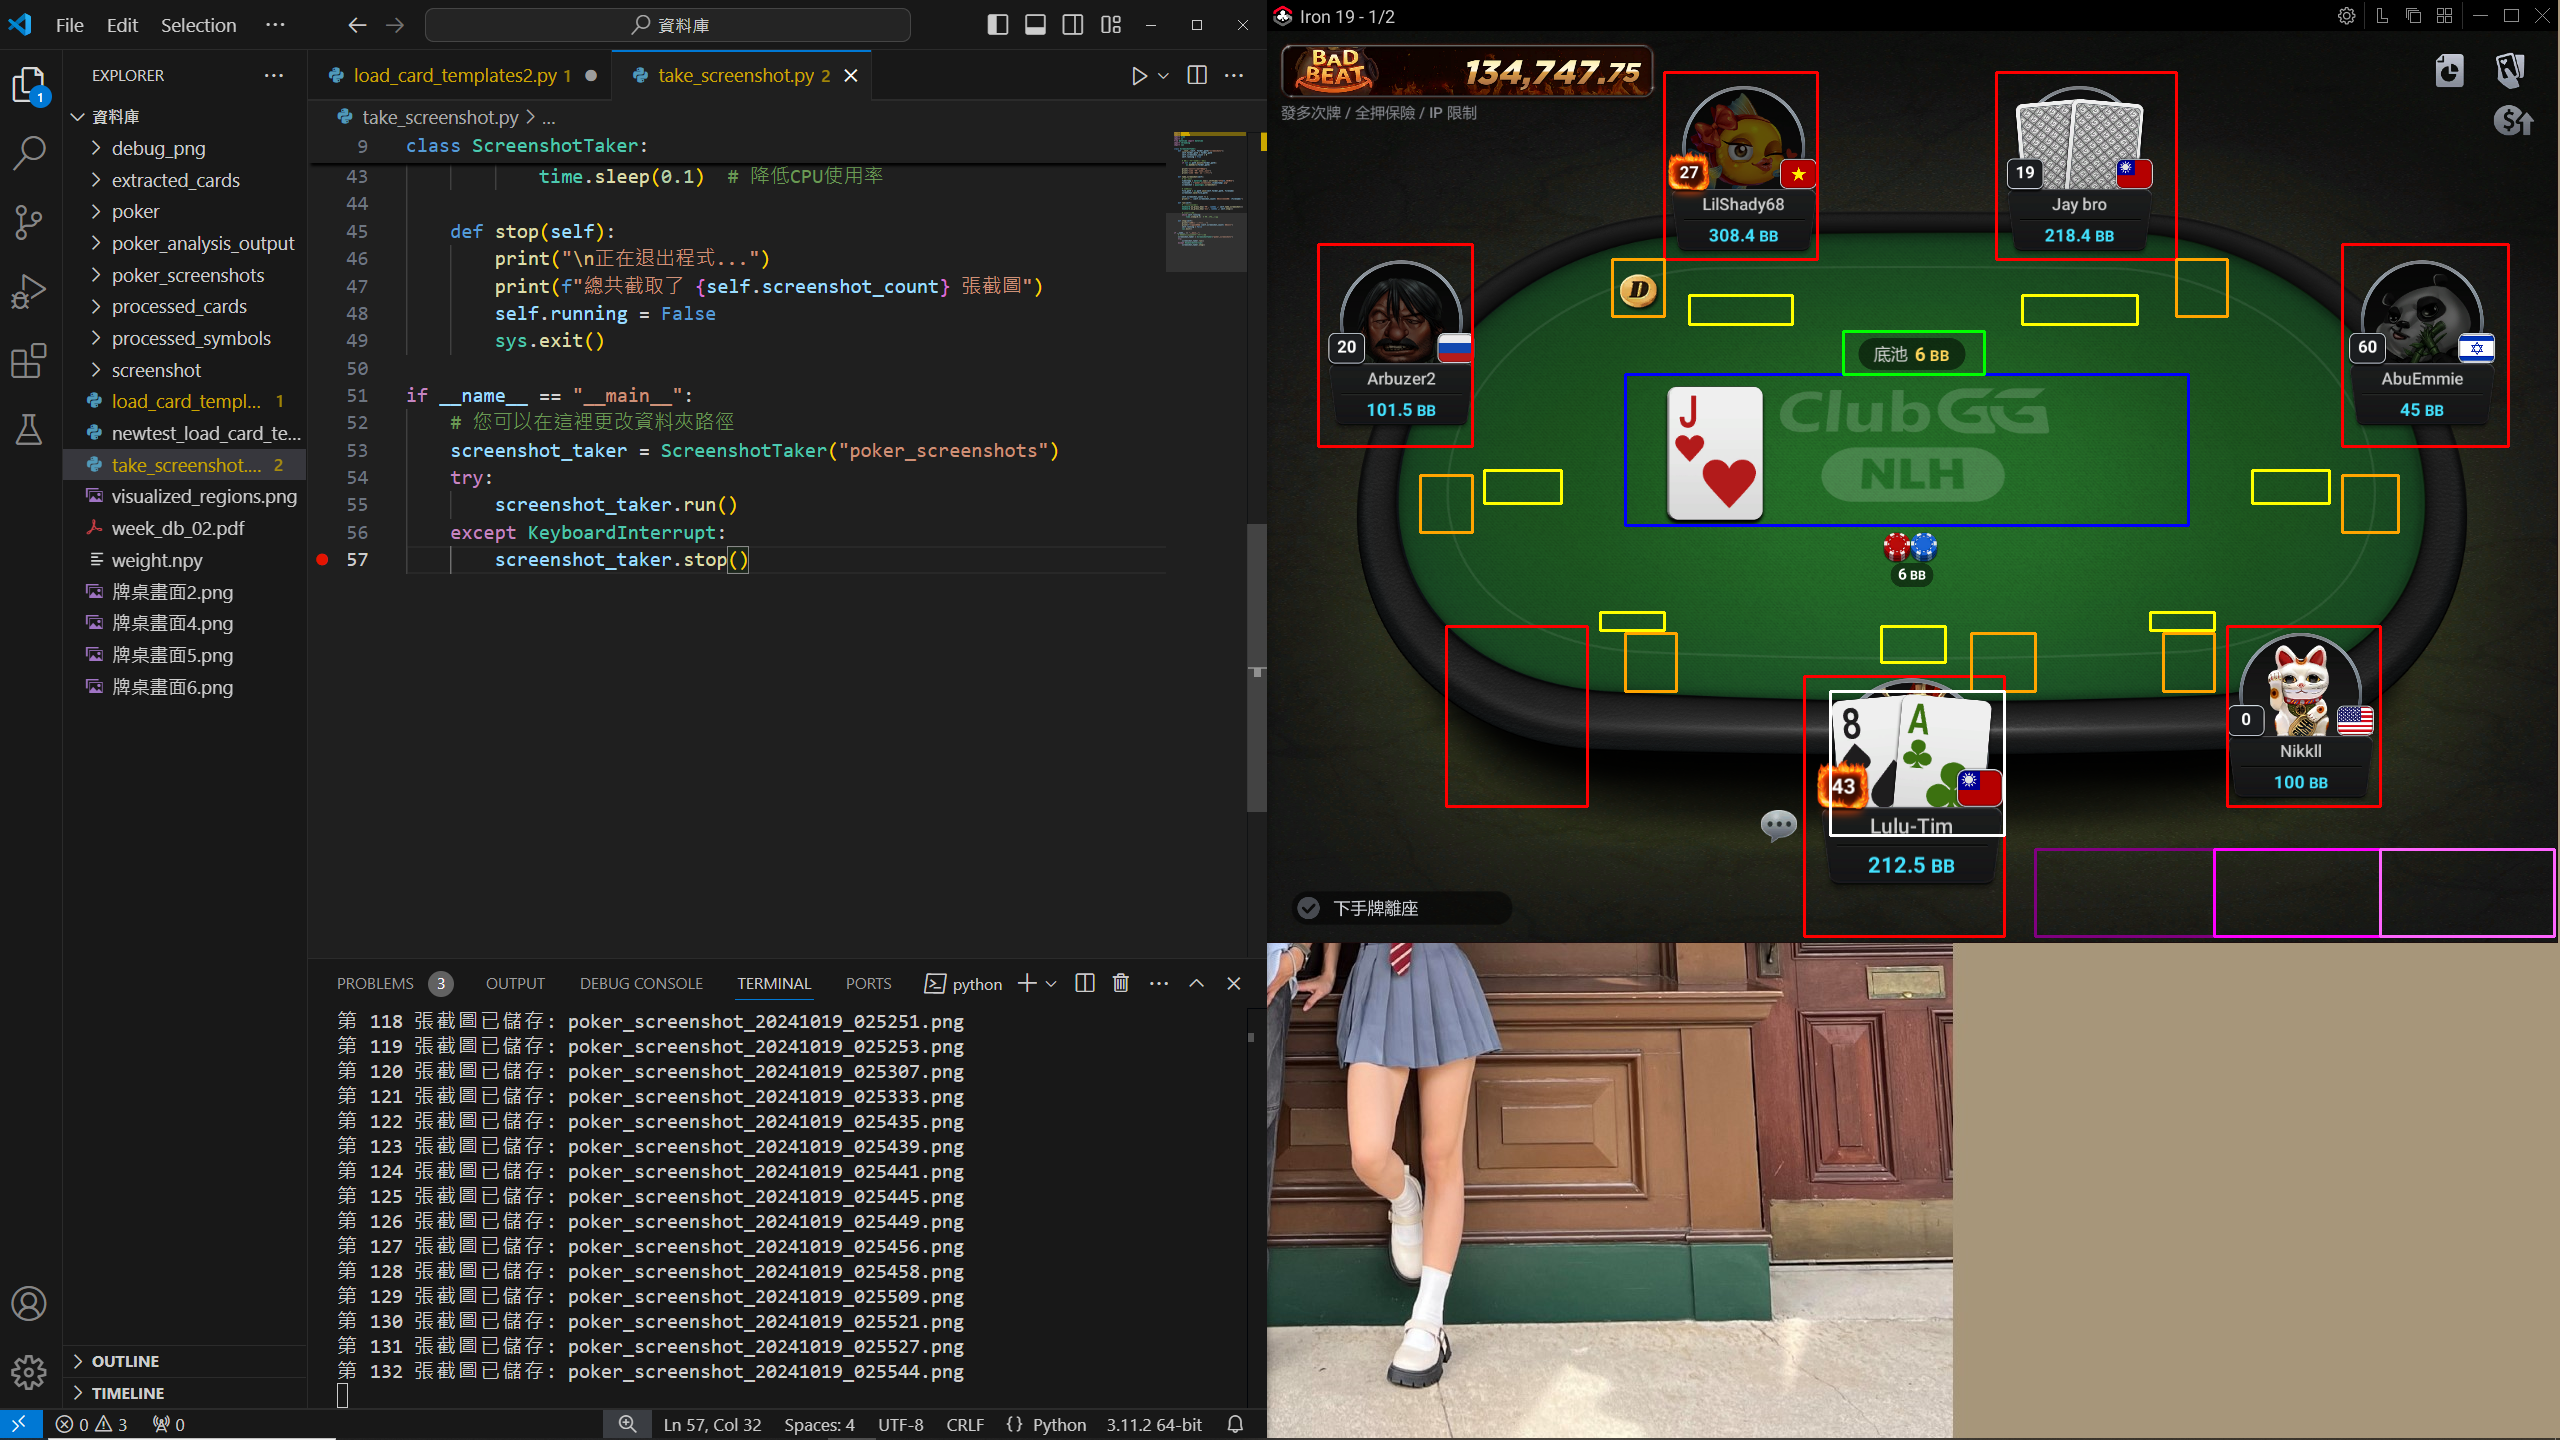 File Edit Selection ...
資料庫
EXPLORER
資料庫
debug_png
extracted_cards
poker
poker_analysis_output
poker_screenshots
processed_cards
processed_symbols
screenshot
load_card_templ... 1
newtest_load_card_te...
take_screenshot.... 2
visualized_regions.png
week_db_02.pdf
weight.npy
牌桌畫面2.png
牌桌畫面4.png
牌桌畫面5.png
牌桌畫面6.png
OUTLINE
TIMELINE
load_card_templates2.py 1
take_screenshot.py 2
take_screenshot.py > ...
9 class ScreenshotTaker:
43 time.sleep(0.1) # 降低CPU使用率
44
45 def stop(self):
46 print("\n正在退出程式...")
47 print(f"總共截取了 {self.screenshot_count} 張截圖")
48 self.running = False
49 sys.exit()
50
51 if __name__ == "__main__":
52 # 您可以在這裡更改資料夾路徑
53 screenshot_taker = ScreenshotTaker("poker_screenshots")
54 try:
55 screenshot_taker.run()
56 except KeyboardInterrupt:
57 screenshot_taker.stop()
PROBLEMS 3 OUTPUT DEBUG CONSOLE TERMINAL PORTS python
第 118 張截圖已儲存: poker_screenshot_20241019_025251.png
第 119 張截圖已儲存: poker_screenshot_20241019_025253.png
第 120 張截圖已儲存: poker_screenshot_20241019_025307.png
第 121 張截圖已儲存: poker_screenshot_20241019_025333.png
第 122 張截圖已儲存: poker_screenshot_20241019_025435.png
第 123 張截圖已儲存: poker_screenshot_20241019_025439.png
第 124 張截圖已儲存: poker_screenshot_20241019_025441.png
第 125 張截圖已儲存: poker_screenshot_20241019_025445.png
第 126 張截圖已儲存: poker_screenshot_20241019_025449.png
第 127 張截圖已儲存: poker_screenshot_20241019_025456.png
第 128 張截圖已儲存: poker_screenshot_20241019_025458.png
第 129 張截圖已儲存: poker_screenshot_20241019_025509.png
第 130 張截圖已儲存: poker_screenshot_20241019_025521.png
第 131 張截圖已儲存: poker_screenshot_20241019_025527.png
第 132 張截圖已儲存: poker_screenshot_20241019_025544.png
0 3 0 Ln 57, Col 32 Spaces: 4 UTF-8 CRLF {} Python 3.11.2 64-bit
Iron 19 - 1/2
BAD BEAT 134,747.75
發多次牌 / 全押保險 / IP 限制
27
LilShady68
308.4 BB
19
Jay bro
218.4 BB
20
Arbuzer2
101.5 BB
60
AbuEmmie
45 BB
D
底池 6 BB
J
ClubGG
NLH
6 BB
8 A
43
Lulu-Tim
212.5 BB
0
Nikkll
100 BB
下手牌離座